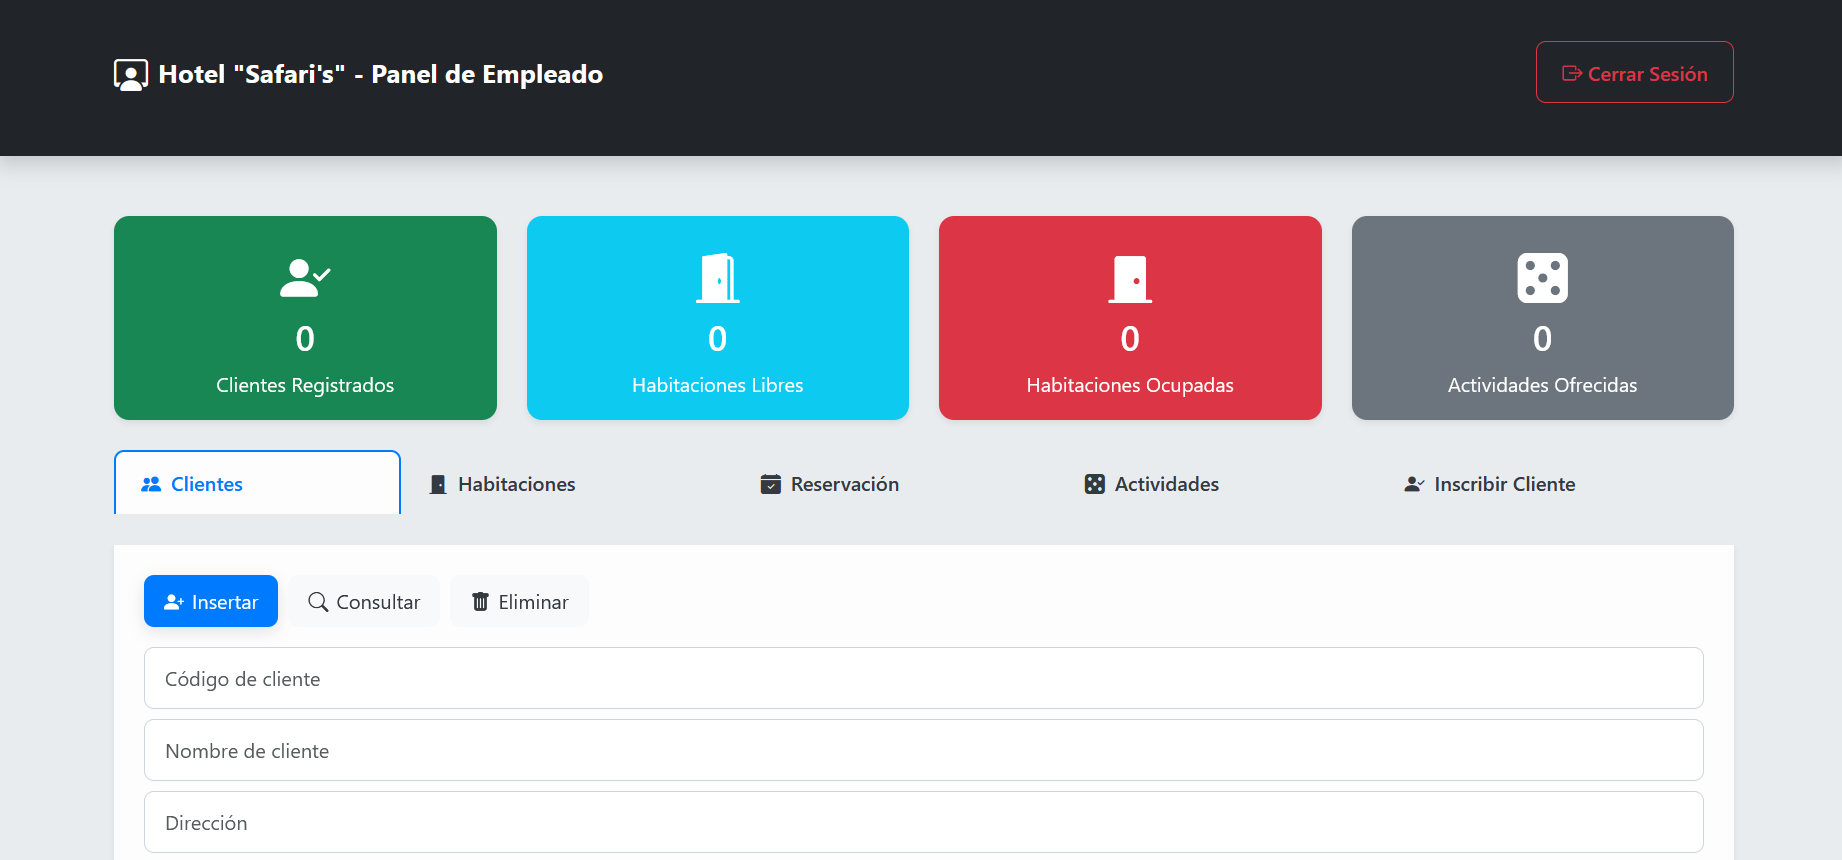 Hotel "Safari's" - Panel de Empleado
Cerrar Sesión
0
Clientes Registrados
0
Habitaciones Libres
0
Habitaciones Ocupadas
0
Actividades Ofrecidas
Clientes
Habitaciones
Reservación
Actividades
Inscribir Cliente
Insertar
Consultar
Eliminar
Código de cliente
Nombre de cliente
Dirección